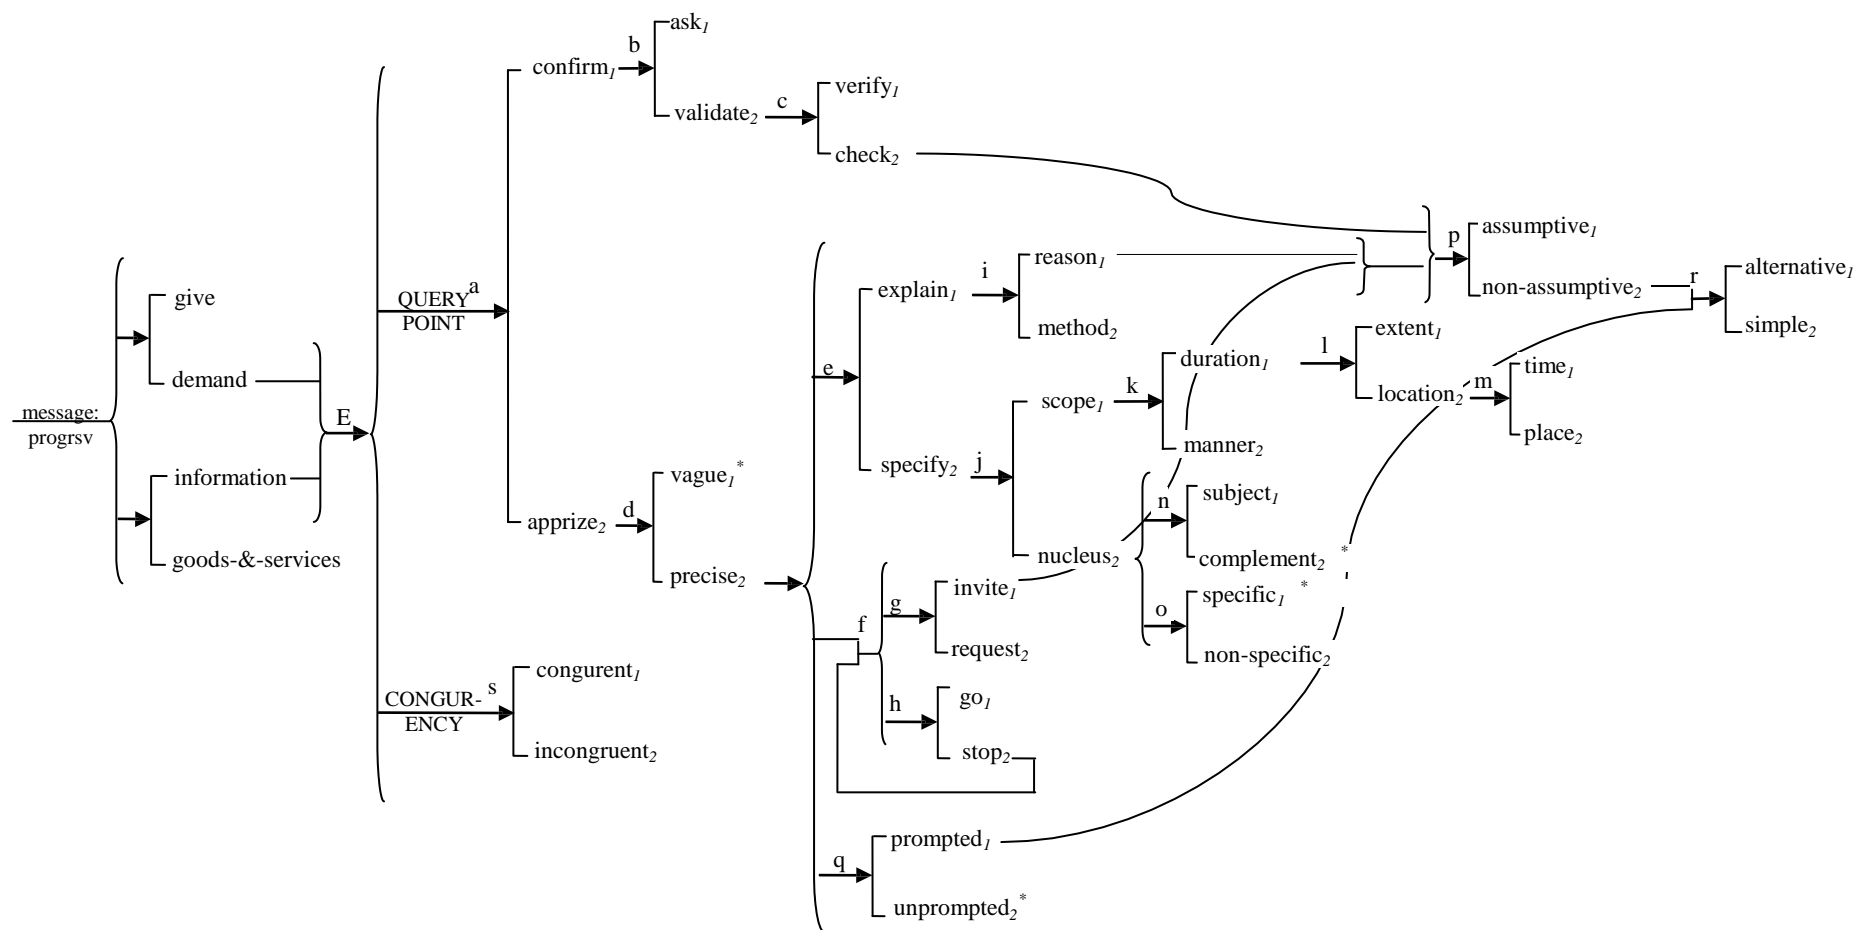 ask1
b
confirm1
verify1
c
validate2
check2
assumptive1
p
alternative1
r
reason1
i
QUERY a
explain1
non-assumptive2
give
POINT
simple2
method2
extent1
l
duration1
time1
e
m
demand
k
location2
message:
E
scope1
progrsv
place2
manner2
specify2
j
vague1*
information
subject1
n
d
apprize2
nucleus2
complement2 *
goods-&-services
precise2
invite1
specific1 *
g
o
f
request2
non-specific2
congurent1
s
CONGUR-
h
go1
ENCY
incongruent2
stop2
prompted1
q
unprompted2*